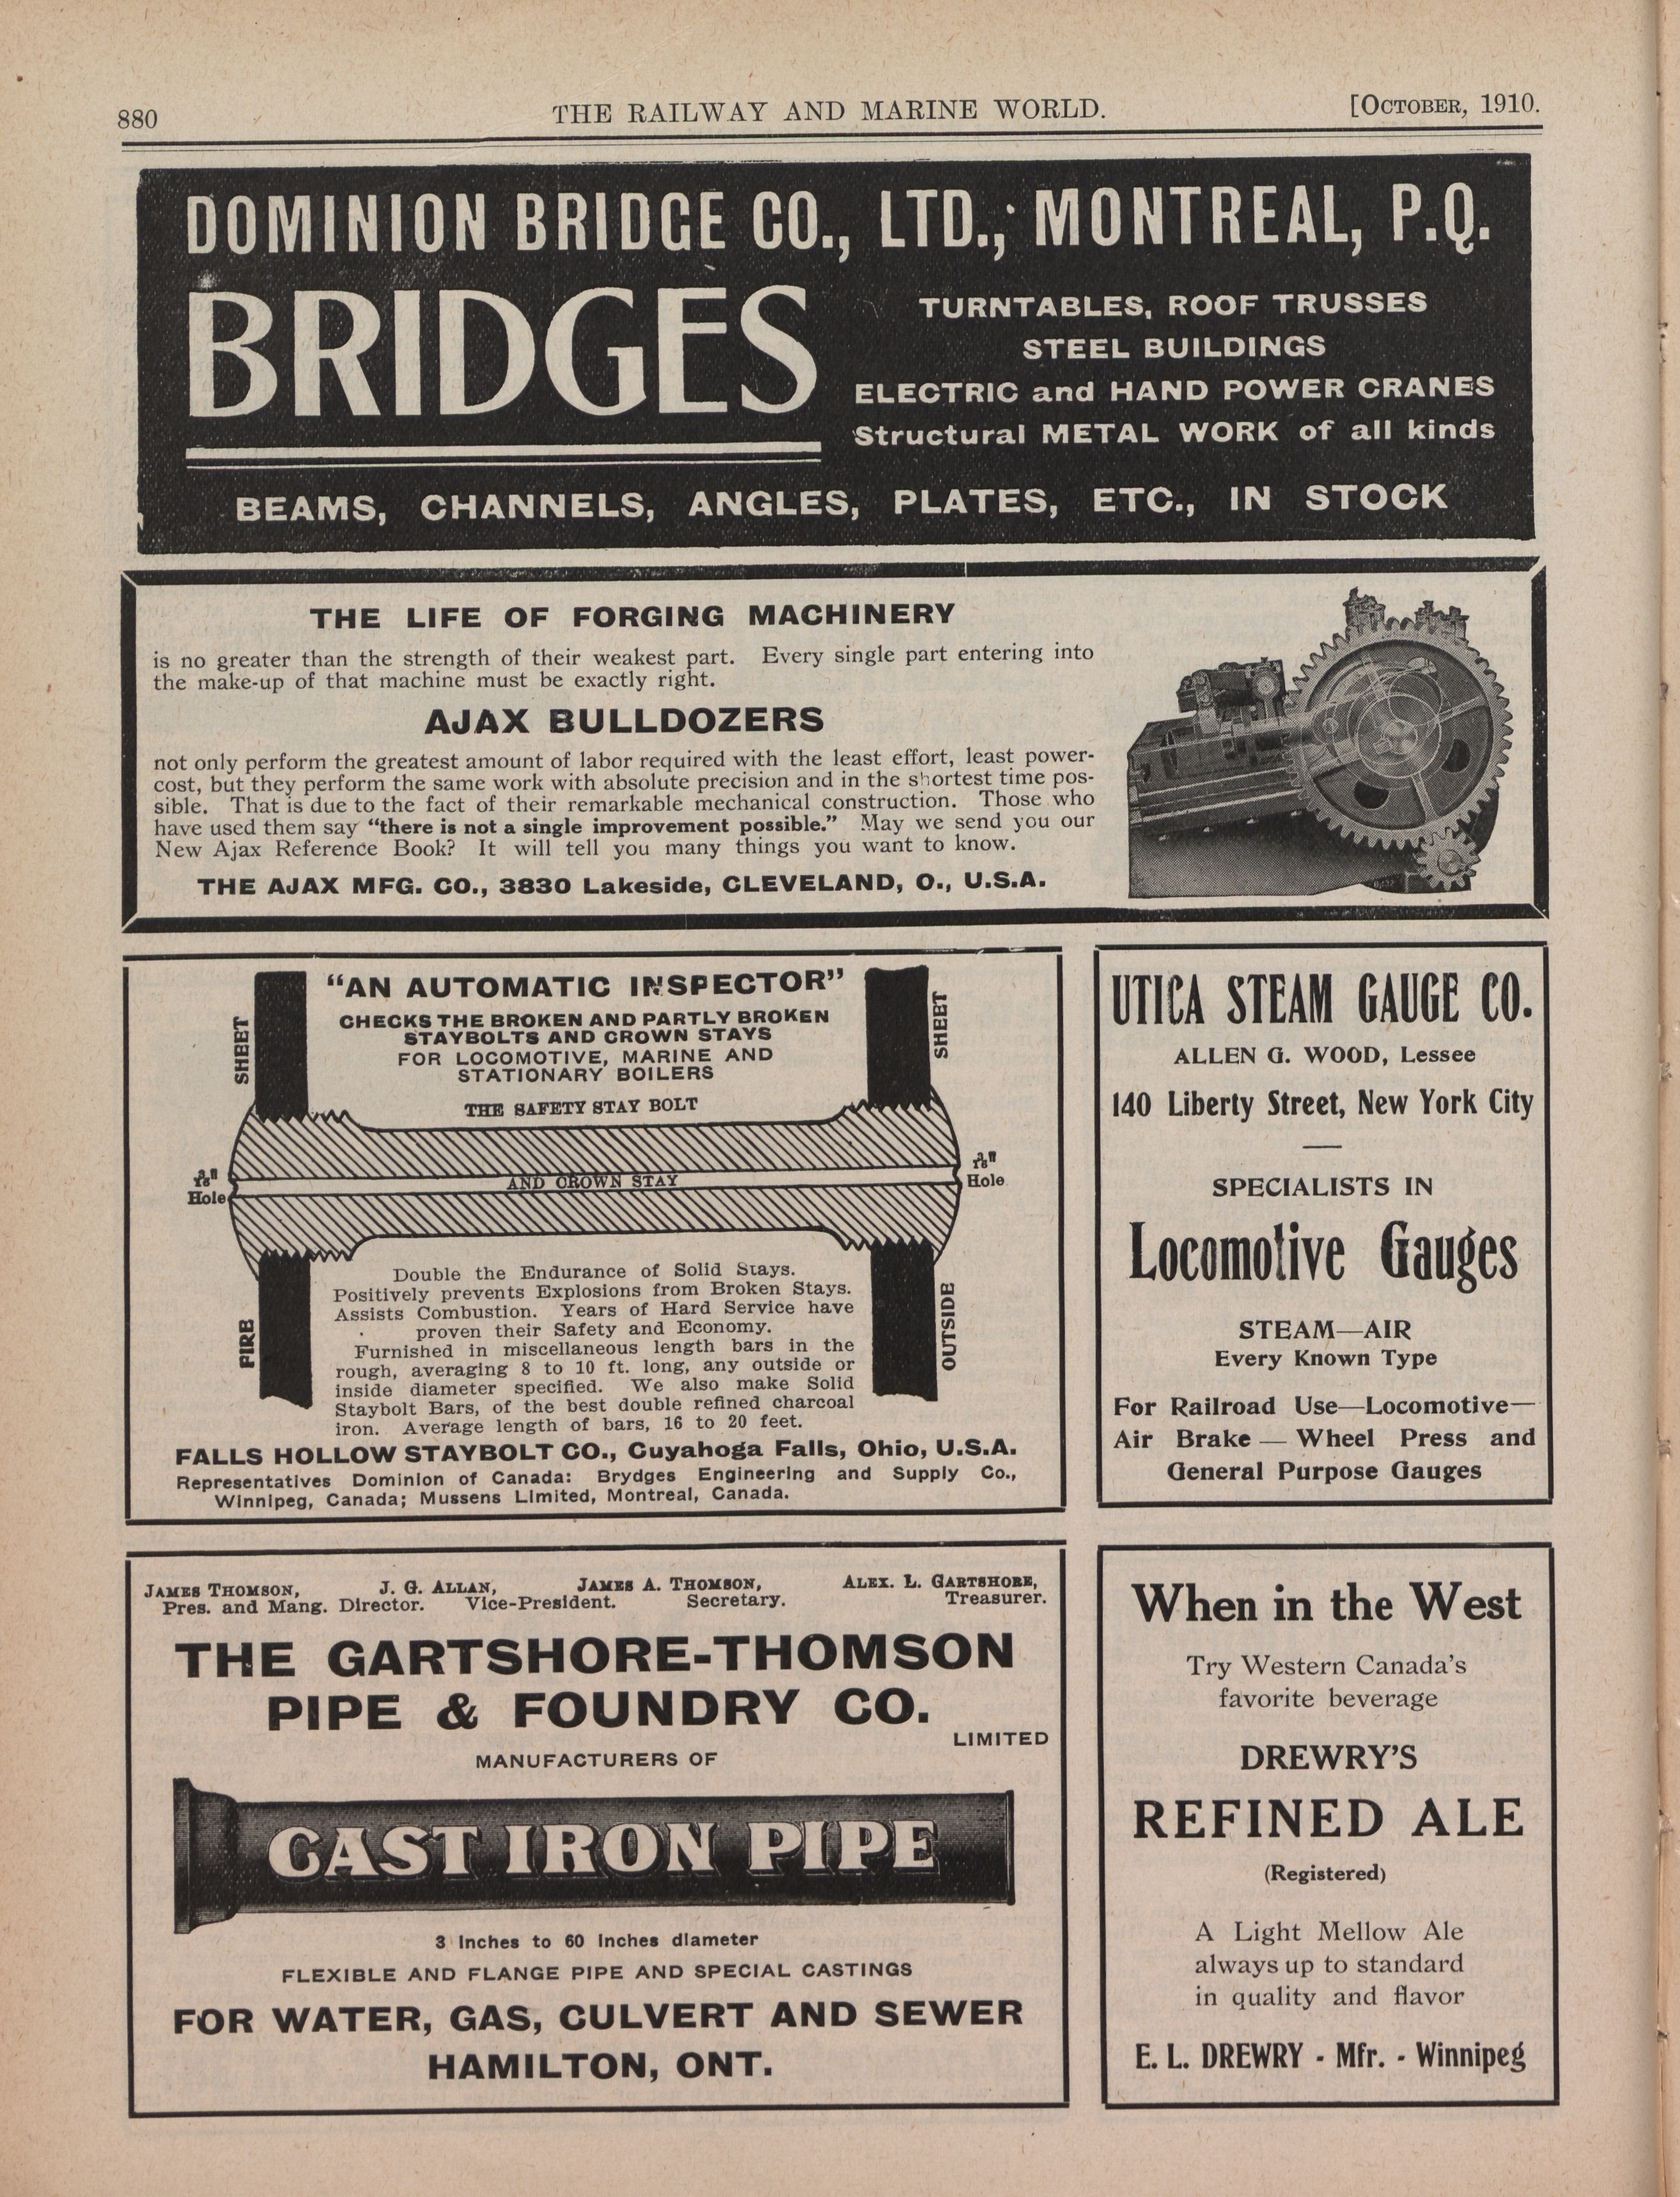 880
THE RAILWAY AND MARINE WORLD.
[OCTOBER, 1910.
DOMINION BRIDGE CO., LTD., MONTREAL, P.Q.
BRIDGES
TURNTABLES, ROOF TRUSSES
STEEL BUILDINGS
ELECTRIC and HAND POWER CRANES
Structural METAL WORK of all kinds
BEAMS, CHANNELS, ANGLES, PLATES, ETC., IN STOCK
THE LIFE OF FORGING MACHINERY
is no greater than the strength of their weakest part. Every single part entering into
the make-up of that machine must be exactly right.
AJAX BULLDOZERS
not only perform the greatest amount of labor required with the least effort, least power-
cost, but they perform the same work with absolute precision and in the shortest time pos-
sible. That is due to the fact of their remarkable mechanical construction. Those who
have used them say "there is not a single improvement possible." May we send you our
New Ajax Reference Book? It will tell you many things you want to know.
THE AJAX MFG. CO., 3830 Lakeside, CLEVELAND, O., U.S.A.
"AN AUTOMATIC INSPECTOR"
CHECKS THE BROKEN AND PARTLY BROKEN
STAYBOLTS AND CROWN STAYS
FOR LOCOMOTIVE, MARINE AND
STATIONARY BOILERS
SHEET
SHEET
THE SAFETY STAY BOLT
3/16" Hole
AND CROWN STAY
3/16" Hole
FIRB
OUTSIDE
Double the Endurance of Solid Stays.
Positively prevents Explosions from Broken Stays.
Assists Combustion. Years of Hard Service have
proven their Safety and Economy.
Furnished in miscellaneous length bars in the
rough, averaging 8 to 10 ft. long, any outside or
inside diameter specified. We also make Solid
Staybolt Bars, of the best double refined charcoal
iron. Average length of bars, 16 to 20 feet.
FALLS HOLLOW STAYBOLT CO., Cuyahoga Falls, Ohio, U.S.A.
Representatives Dominion of Canada: Brydges Engineering and Supply Co.,
Winnipeg, Canada; Mussens Limited, Montreal, Canada.
UTICA STEAM GAUGE CO.
ALLEN G. WOOD, Lessee
140 Liberty Street, New York City
SPECIALISTS IN
Locomotive Gauges
STEAM—AIR
Every Known Type
For Railroad Use—Locomotive—
Air Brake — Wheel Press and
General Purpose Gauges
JAMES THOMSON, J. G. ALLAN, JAMES A. THOMSON, ALEX. L. GARTSHORE,
Pres. and Mang. Director. Vice-President. Secretary. Treasurer.
THE GARTSHORE-THOMSON
PIPE & FOUNDRY CO.
LIMITED
MANUFACTURERS OF
CAST IRON PIPE
3 Inches to 60 Inches diameter
FLEXIBLE AND FLANGE PIPE AND SPECIAL CASTINGS
FOR WATER, GAS, CULVERT AND SEWER
HAMILTON, ONT.
When in the West
Try Western Canada's
favorite beverage
DREWRY'S
REFINED ALE
(Registered)
A Light Mellow Ale
always up to standard
in quality and flavor
E. L. DREWRY - Mfr. - Winnipeg